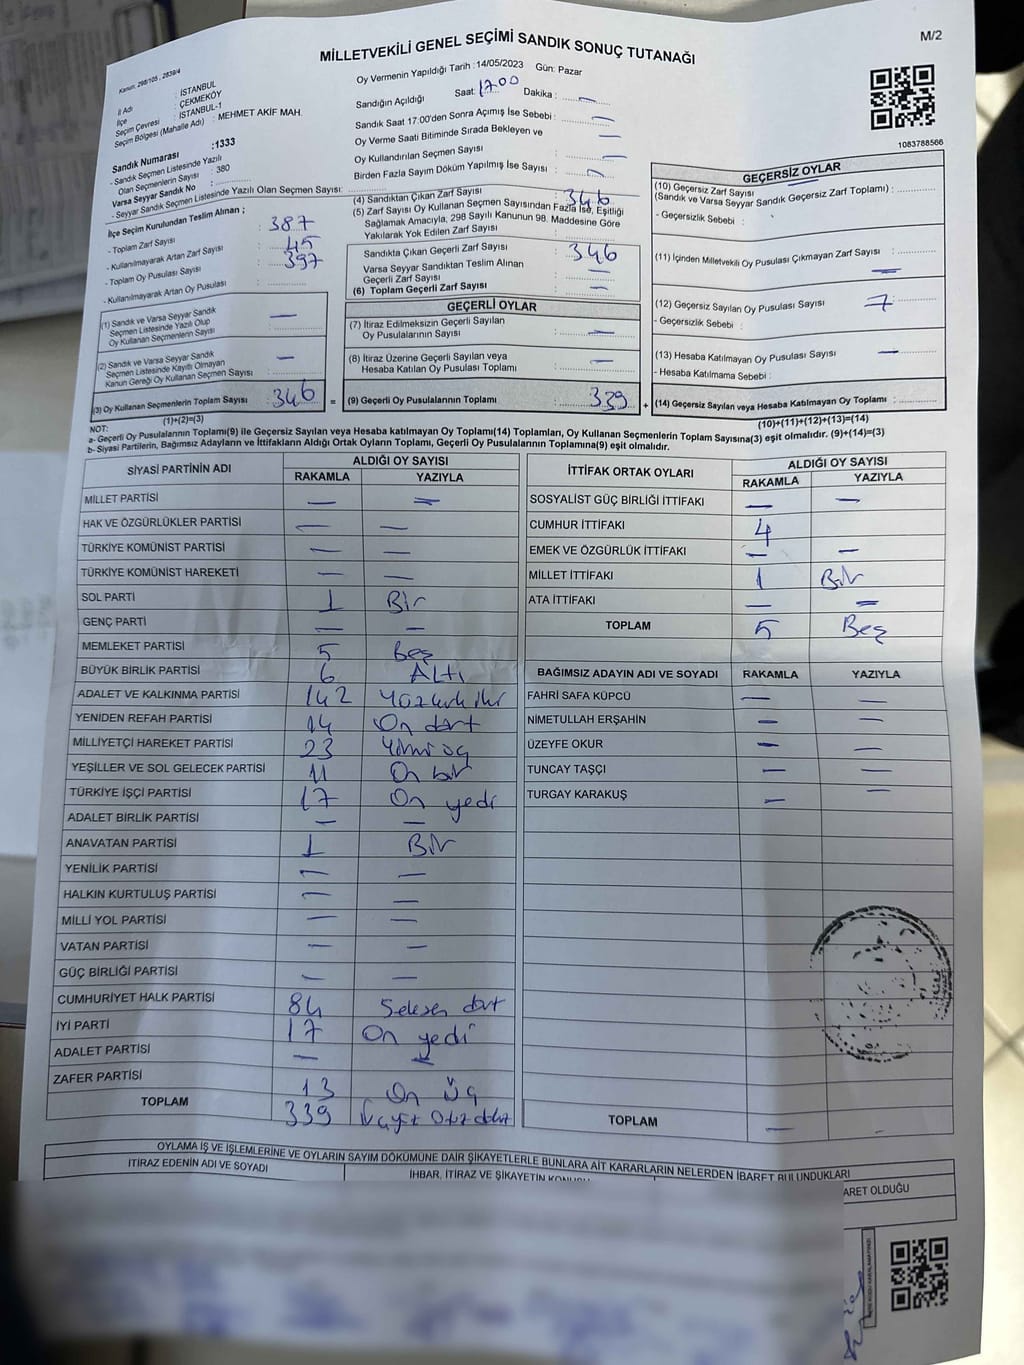 M/2
MİLLETVEKİLİ GENEL SEÇİMİ SANDIK SONUÇ TUTANAĞI
Kanun: 298/105 , 2839/4
Oy Vermenin Yapıldığı Tarih :14/05/2023 Gün: Pazar
İl Adı : İSTANBUL
İlçe : ÇEKMEKÖY
Seçim Çevresi : İSTANBUL-1
Seçim Bölgesi (Mahalle Adı) : MEHMET AKİF MAH.
Sandığın Açıldığı Saat: 17.00 Dakika : —
Sandık Saat 17:00'den Sonra Açımış İse Sebebi : —
Oy Verme Saati Bitiminde Sırada Bekleyen ve —
Oy Kullandırılan Seçmen Sayısı —
Birden Fazla Sayım Döküm Yapılmış İse Sayısı —
1083788566
Sandık Numarası :1333
- Sandık Seçmen Listesinde Yazılı
Olan Seçmenlerin Sayısı : 380
Varsa Seyyar Sandık No :
- Seyyar Sandık Seçmen Listesinde Yazılı Olan Seçmen Sayısı:
İlçe Seçim Kurulundan Teslim Alınan ;
- Toplam Zarf Sayısı 387
- Kullanılmayarak Artan Zarf Sayısı 45
- Toplam Oy Pusulası Sayısı 397
- Kullanılmayarak Artan Oy Pusulası
(1) Sandık ve Varsa Seyyar Sandık
Seçmen Listesinde Yazılı Olup
Oy Kullanan Seçmenlerin Sayısı —
(2) Sandık ve Varsa Seyyar Sandık
Seçmen Listesinde Kayıtlı Olmayan
Kanun Gereği Oy Kullanan Seçmen Sayısı —
(3) Oy Kullanan Seçmenlerin Toplam Sayısı 346 =
(1)+(2)=(3)
(4) Sandıktan Çıkan Zarf Sayısı 346
(5) Zarf Sayısı Oy Kullanan Seçmen Sayısından Fazla İse, Eşitliği
Sağlamak Amacıyla, 298 Sayılı Kanunun 98. Maddesine Göre
Yakılarak Yok Edilen Zarf Sayısı
Sandıkta Çıkan Geçerli Zarf Sayısı 346
Varsa Seyyar Sandıktan Teslim Alınan
Geçerli Zarf Sayısı —
(6) Toplam Geçerli Zarf Sayısı —
GEÇERLİ OYLAR
(7) İtiraz Edilmeksizin Geçerli Sayılan
Oy Pusulalarının Sayısı —
(8) İtiraz Üzerine Geçerli Sayılan veya
Hesaba Katılan Oy Pusulası Toplamı —
(9) Geçerli Oy Pusulalarının Toplamı 339 +
GEÇERSİZ OYLAR
(10) Geçersiz Zarf Sayısı
(Sandık ve Varsa Seyyar Sandık Geçersiz Zarf Toplamı) :
- Geçersizlik Sebebi :
(11) İçinden Milletvekili Oy Pusulası Çıkmayan Zarf Sayısı : —
(12) Geçersiz Sayılan Oy Pusulası Sayısı 7
- Geçersizlik Sebebi :
(13) Hesaba Katılmayan Oy Pusulası Sayısı —
- Hesaba Katılmama Sebebi :
(14) Geçersiz Sayılan veya Hesaba Katılmayan Oy Toplamı :
(10)+(11)+(12)+(13)=(14)
NOT:
a- Geçerli Oy Pusulalarının Toplamı(9) ile Geçersiz Sayılan veya Hesaba katılmayan Oy Toplamı(14) Toplamları, Oy Kullanan Seçmenlerin Toplam Sayısına(3) eşit olmalıdır. (9)+(14)=(3)
b- Siyasi Partilerin, Bağımsız Adayların ve İttifakların Aldığı Ortak Oyların Toplamı, Geçerli Oy Pusulalarının Toplamına(9) eşit olmalıdır.
SİYASİ PARTİNİN ADI ALDIĞI OY SAYISI
RAKAMLA YAZIYLA
MİLLET PARTİSİ — —
HAK VE ÖZGÜRLÜKLER PARTİSİ — —
TÜRKİYE KOMÜNİST PARTİSİ — —
TÜRKİYE KOMÜNİST HAREKETİ — —
SOL PARTİ 1 Bir
GENÇ PARTİ — —
MEMLEKET PARTİSİ 5 Beş
BÜYÜK BİRLİK PARTİSİ 6 Altı
ADALET VE KALKINMA PARTİSİ 142 Yüzkırk iki
YENİDEN REFAH PARTİSİ 14 On dört
MİLLİYETÇİ HAREKET PARTİSİ 23 Yirmi üç
YEŞİLLER VE SOL GELECEK PARTİSİ 11 On bir
TÜRKİYE İŞÇİ PARTİSİ 17 On yedi
ADALET BİRLİK PARTİSİ — —
ANAVATAN PARTİSİ 1 Bir
YENİLİK PARTİSİ — —
HALKIN KURTULUŞ PARTİSİ — —
MİLLİ YOL PARTİSİ — —
VATAN PARTİSİ — —
GÜÇ BİRLİĞİ PARTİSİ — —
CUMHURİYET HALK PARTİSİ 84 Seksen dört
İYİ PARTİ 17 On yedi
ADALET PARTİSİ — —
ZAFER PARTİSİ 13 On üç
TOPLAM 339
İTTİFAK ORTAK OYLARI ALDIĞI OY SAYISI
RAKAMLA YAZIYLA
SOSYALİST GÜÇ BİRLİĞİ İTTİFAKI — —
CUMHUR İTTİFAKI 4
EMEK VE ÖZGÜRLÜK İTTİFAKI — —
MİLLET İTTİFAKI 1 Bir
ATA İTTİFAKI — —
TOPLAM 5 Beş
BAĞIMSIZ ADAYIN ADI VE SOYADI RAKAMLA YAZIYLA
FAHRİ SAFA KÜPCÜ — —
NİMETULLAH ERŞAHİN — —
ÜZEYFE OKUR — —
TUNCAY TAŞÇI — —
TURGAY KARAKUŞ — —
TOPLAM — —
OYLAMA İŞ VE İŞLEMLERİNE VE OYLARIN SAYIM DÖKÜMÜNE DAİR ŞİKAYETLERLE BUNLARA AİT KARARLARIN NELERDEN İBARET BULUNDUKLARI
İTİRAZ EDENİN ADI VE SOYADI İHBAR, İTİRAZ VE ŞİKAYETİN KONUSU ARET OLDUĞU